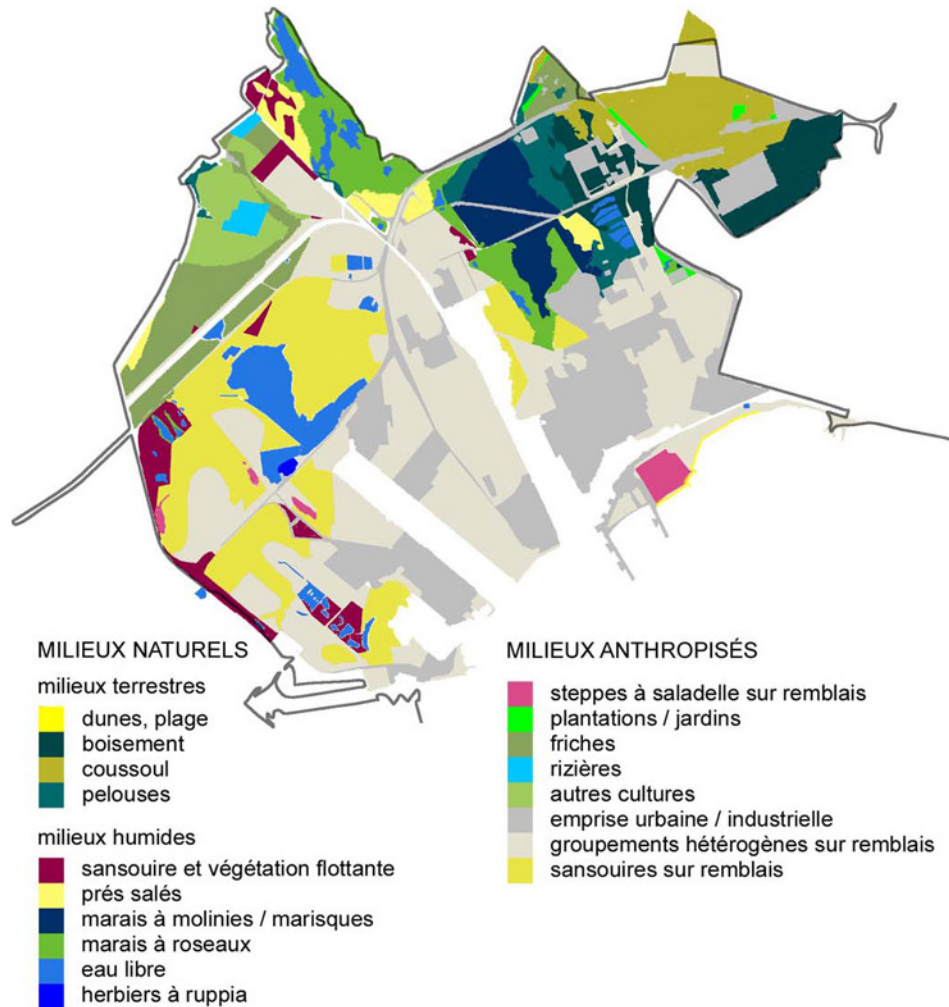 MILIEUX NATURELS
milieux terrestres
dunes, plage
boisement
coussoul
pelouses
milieux humides
sansouire et végétation flottante
prés salés
marais à molinies / marisques
marais à roseaux
eau libre
herbiers à ruppia
MILIEUX ANTHROPISÉS
steppes à saladelle sur remblais
plantations / jardins
friches
rizières
autres cultures
emprise urbaine / industrielle
groupements hétérogènes sur remblais
sansouires sur remblais